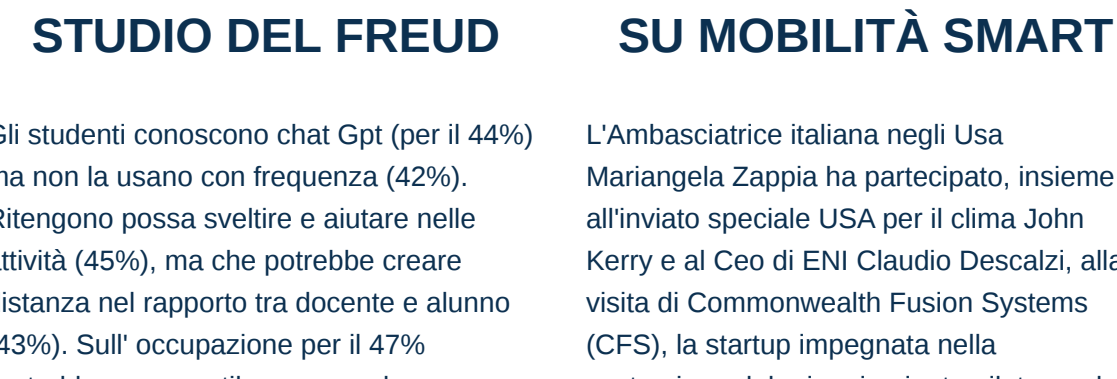 STUDIO DEL FREUD
Gli studenti conoscono chat Gpt (per il 44%)
ma non la usano con frequenza (42%).
Ritengono possa sveltire e aiutare nelle
attività (45%), ma che potrebbe creare
distanza nel rapporto tra docente e alunno
(43%). Sull' occupazione per il 47%
SU MOBILITÀ SMART
L'Ambasciatrice italiana negli Usa
Mariangela Zappia ha partecipato, insieme
all'inviato speciale USA per il clima John
Kerry e al Ceo di ENI Claudio Descalzi, alla
visita di Commonwealth Fusion Systems
(CFS), la startup impegnata nella